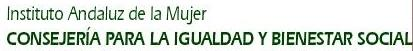 Instituto Andaluz de la Mujer
CONSEJERÍA PARA LA IGUALDAD Y BIENESTAR SOCIAL